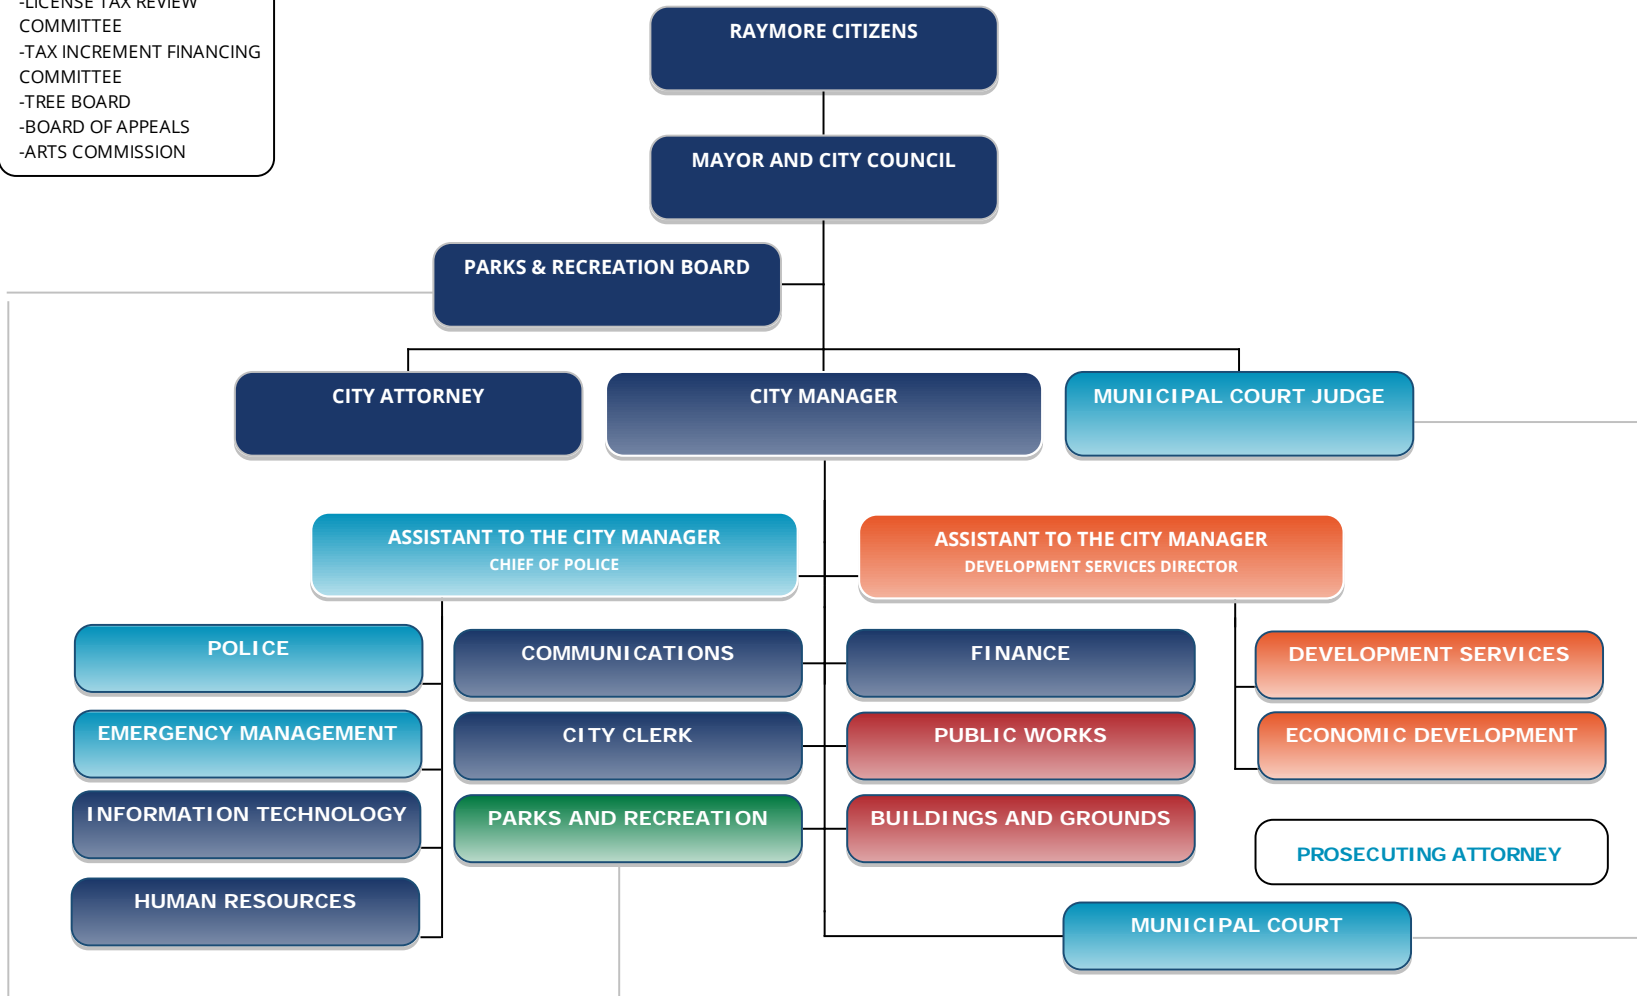 -LICENSE TAX REVIEW
COMMITTEE
-TAX INCREMENT FINANCING
COMMITTEE
-TREE BOARD
-BOARD OF APPEALS
-ARTS COMMISSION
RAYMORE CITIZENS
MAYOR AND CITY COUNCIL
PARKS & RECREATION BOARD
CITY ATTORNEY
CITY MANAGER
MUNICIPAL COURT JUDGE
ASSISTANT TO THE CITY MANAGER
CHIEF OF POLICE
ASSISTANT TO THE CITY MANAGER
DEVELOPMENT SERVICES DIRECTOR
POLICE
COMMUNICATIONS
FINANCE
DEVELOPMENT SERVICES
EMERGENCY MANAGEMENT
CITY CLERK
PUBLIC WORKS
ECONOMIC DEVELOPMENT
INFORMATION TECHNOLOGY
PARKS AND RECREATION
BUILDINGS AND GROUNDS
PROSECUTING ATTORNEY
HUMAN RESOURCES
MUNICIPAL COURT